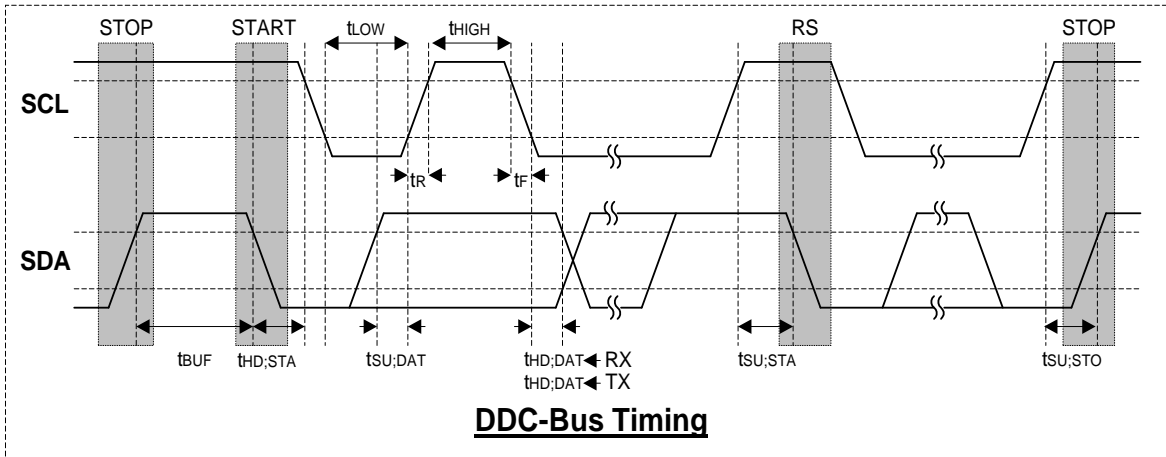 STOP START tLOW tHIGH RS STOP
SCL
tR tF
SDA
tBUF tHD;STA tSU;DAT tHD;DAT RX tSU;STA tSU;STO
tHD;DAT TX
DDC-Bus Timing